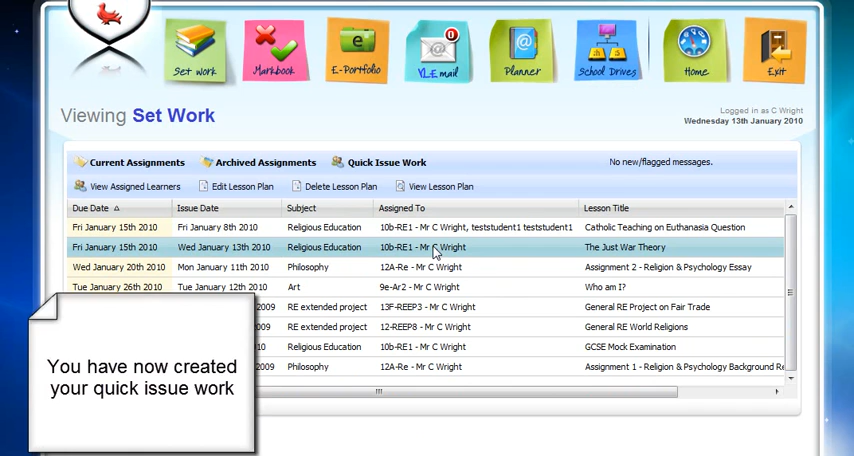 Set work
Markbook
E-Portfolio
0
VLEmail
Planner
School Drives
Home
Exit
Viewing Set Work
Logged in as C Wright
Wednesday 13th January 2010
Current Assignments Archived Assignments Quick Issue Work No new/flagged messages.
View Assigned Learners Edit Lesson Plan Delete Lesson Plan View Lesson Plan
Due Date Issue Date Subject Assigned To Lesson Title
Fri January 15th 2010 Fri January 8th 2010 Religious Education 10b-RE1 - Mr C Wright, teststudent1 teststudent1 Catholic Teaching on Euthanasia Question
Fri January 15th 2010 Wed January 13th 2010 Religious Education 10b-RE1 - Mr C Wright The Just War Theory
Wed January 20th 2010 Mon January 11th 2010 Philosophy 12A-Re - Mr C Wright Assignment 2 - Religion & Psychology Essay
Tue January 26th 2010 Tue January 12th 2010 Art 9e-Ar2 - Mr C Wright Who am I?
2009 RE extended project 13F-REEP3 - Mr C Wright General RE Project on Fair Trade
2009 RE extended project 12-REEP8 - Mr C Wright General RE World Religions
2010 Religious Education 10b-RE1 - Mr C Wright GCSE Mock Examination
2009 Philosophy 12A-Re - Mr C Wright Assignment 1 - Religion & Psychology Background Re
You have now created
your quick issue work